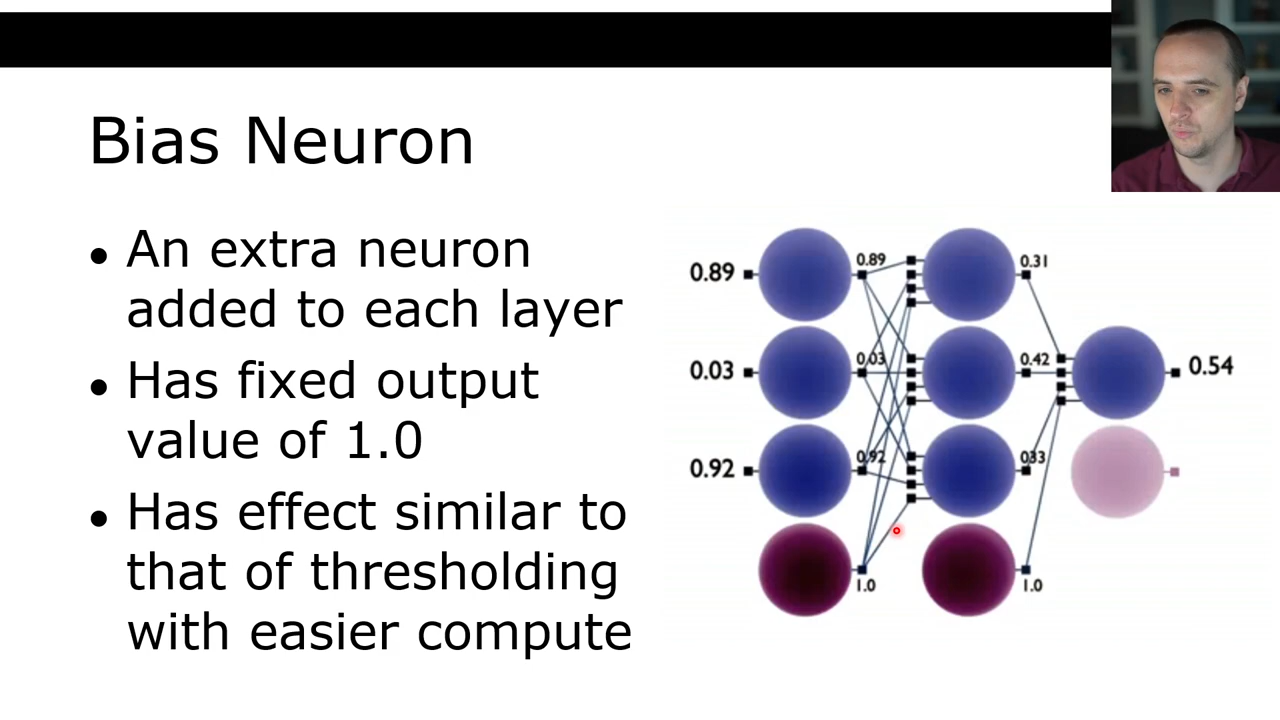 Bias Neuron
• An extra neuron
added to each layer
• Has fixed output
value of 1.0
• Has effect similar to
that of thresholding
with easier compute
0.89
0.89
0.31
0.03
0.03
0.42
0.54
0.92
0.92
033
1.0
1.0